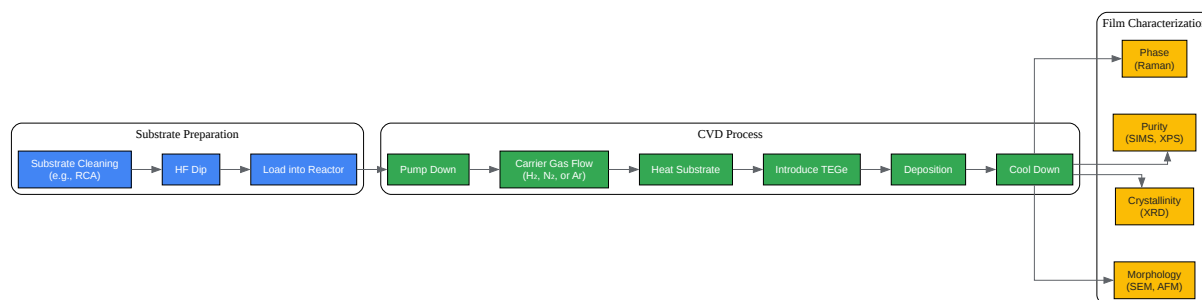 Film Characterization
Phase
(Raman)
Substrate Preparation
CVD Process
Purity
(SIMS, XPS)
Substrate Cleaning
(e.g., RCA)
HF Dip
Load into Reactor
Pump Down
Carrier Gas Flow
(H₂, N₂, or Ar)
Heat Substrate
Introduce TEGe
Deposition
Cool Down
Crystallinity
(XRD)
Morphology
(SEM, AFM)